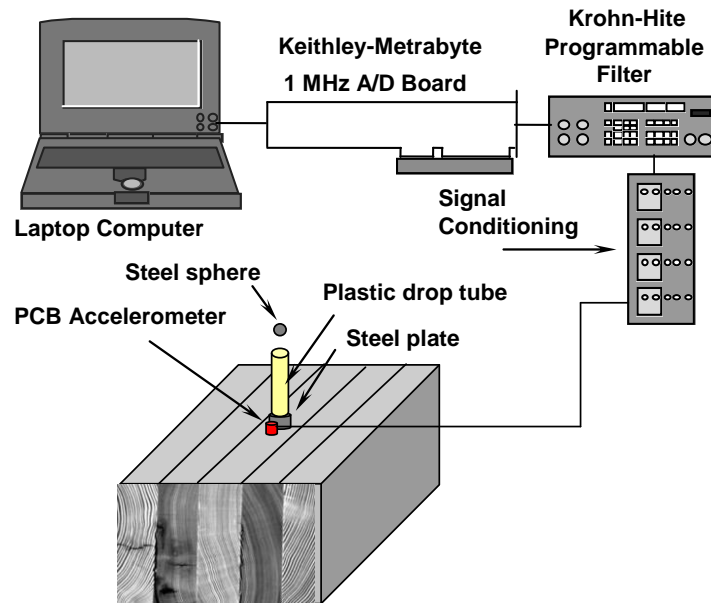 Krohn-Hite
Programmable
Filter
Keithley-Metrabyte
1 MHz A/D Board
Signal
Conditioning
Laptop Computer
Steel sphere
Plastic drop tube
PCB Accelerometer
Steel plate